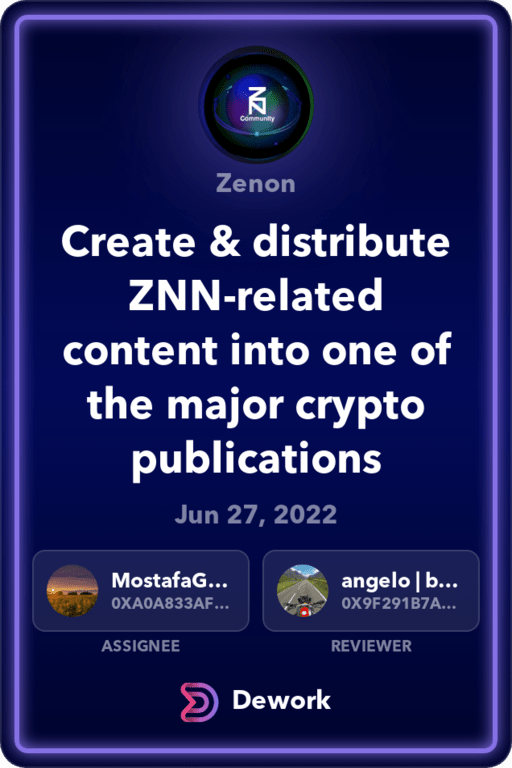 ZN
Community
Zenon
Create & distribute
ZNN-related
content into one of
the major crypto
publications
Jun 27, 2022
MostafaG...
0XA0A833AF...
ASSIGNEE
angelo | b...
0X9F291B7A...
REVIEWER
Dework